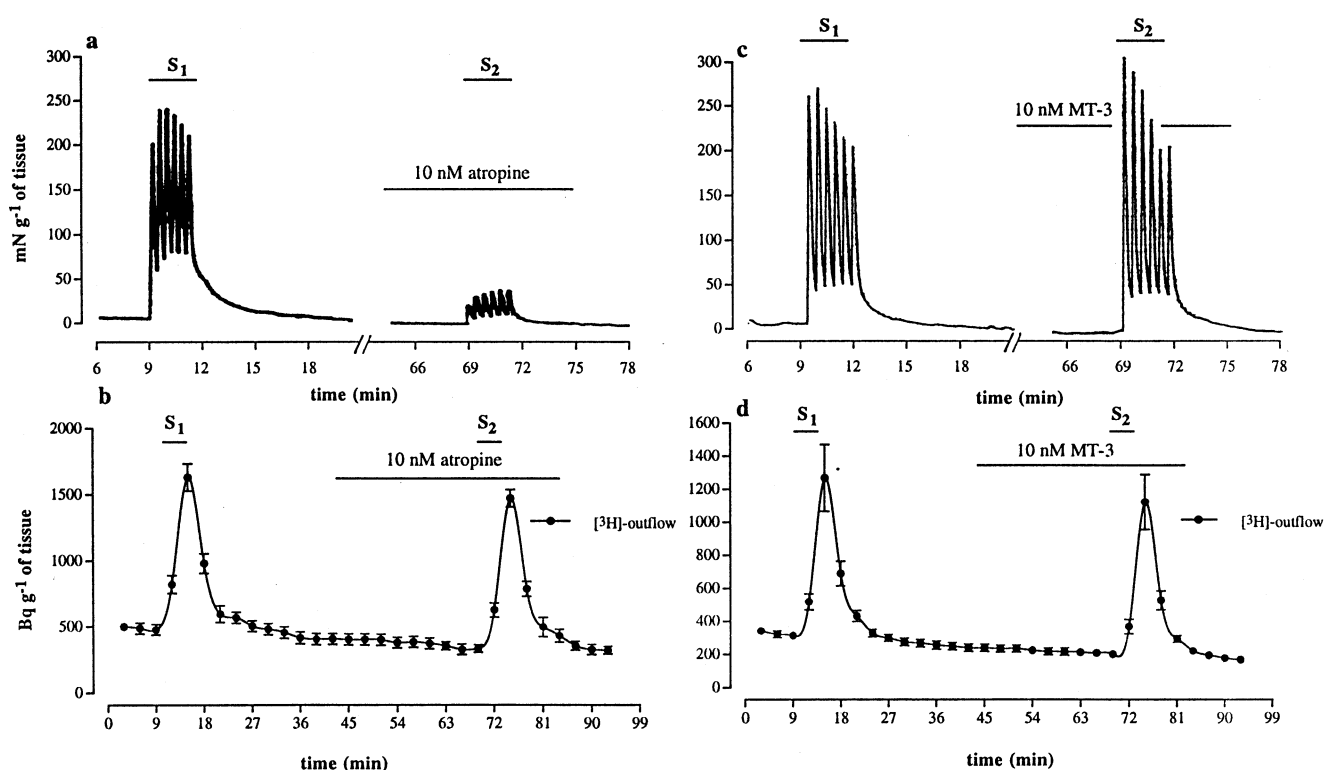 a
S1
S2
10 nM atropine
mN g-1 of tissue
300
250
200
150
100
50
0
6 9 12 15 18 66 69 72 75 78
time (min)
c
S1
S2
10 nM MT-3
300
250
200
150
100
50
0
6 9 12 15 18 66 69 72 75 78
time (min)
b
S1
S2
10 nM atropine
[3H]-outflow
Bq g-1 of tissue
2000
1500
1000
500
0
0 9 18 27 36 45 54 63 72 81 90 99
time (min)
d
S1
S2
10 nM MT-3
[3H]-outflow
1600
1400
1200
1000
800
600
400
200
0
0 9 18 27 36 45 54 63 72 81 90 99
time (min)